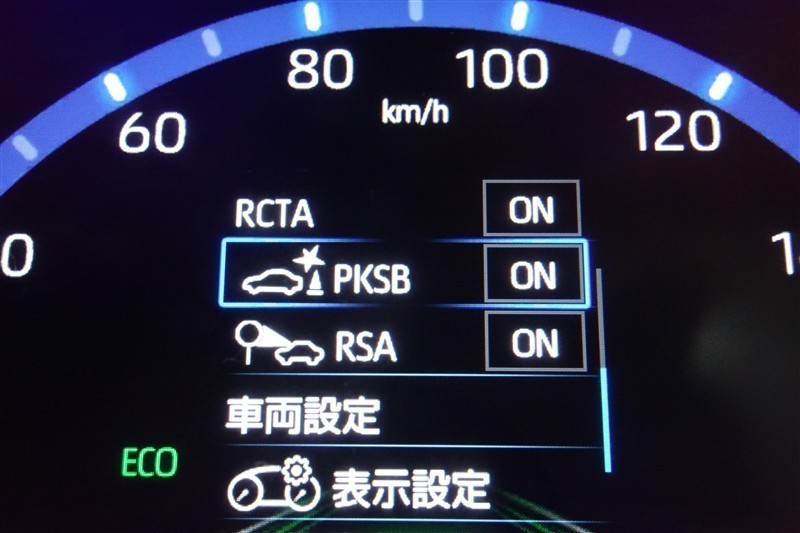 80 100
km/h
60 120
RCTA ON
PKSB ON
RSA ON
車両設定
ECO
表示設定